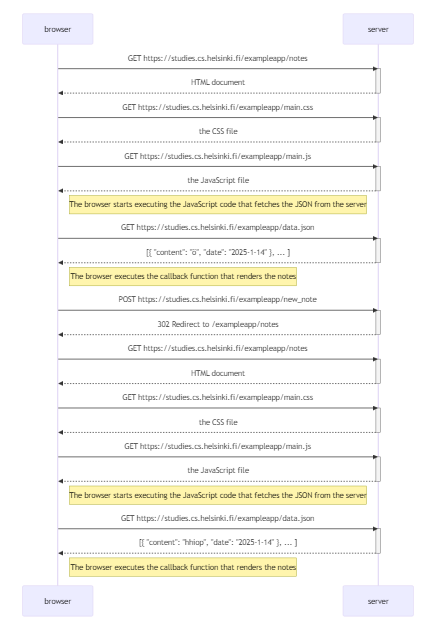 browser server
GET https://studies.cs.helsinki.fi/exampleapp/notes
HTML document
GET https://studies.cs.helsinki.fi/exampleapp/main.css
the CSS file
GET https://studies.cs.helsinki.fi/exampleapp/main.js
the JavaScript file
The browser starts executing the JavaScript code that fetches the JSON from the server
GET https://studies.cs.helsinki.fi/exampleapp/data.json
[{ "content": "ö", "date": "2025-1-14" }, ... ]
The browser executes the callback function that renders the notes
POST https://studies.cs.helsinki.fi/exampleapp/new_note
302 Redirect to /exampleapp/notes
GET https://studies.cs.helsinki.fi/exampleapp/notes
HTML document
GET https://studies.cs.helsinki.fi/exampleapp/main.css
the CSS file
GET https://studies.cs.helsinki.fi/exampleapp/main.js
the JavaScript file
The browser starts executing the JavaScript code that fetches the JSON from the server
GET https://studies.cs.helsinki.fi/exampleapp/data.json
[{ "content": "hhiop", "date": "2025-1-14" }, ... ]
The browser executes the callback function that renders the notes
browser server